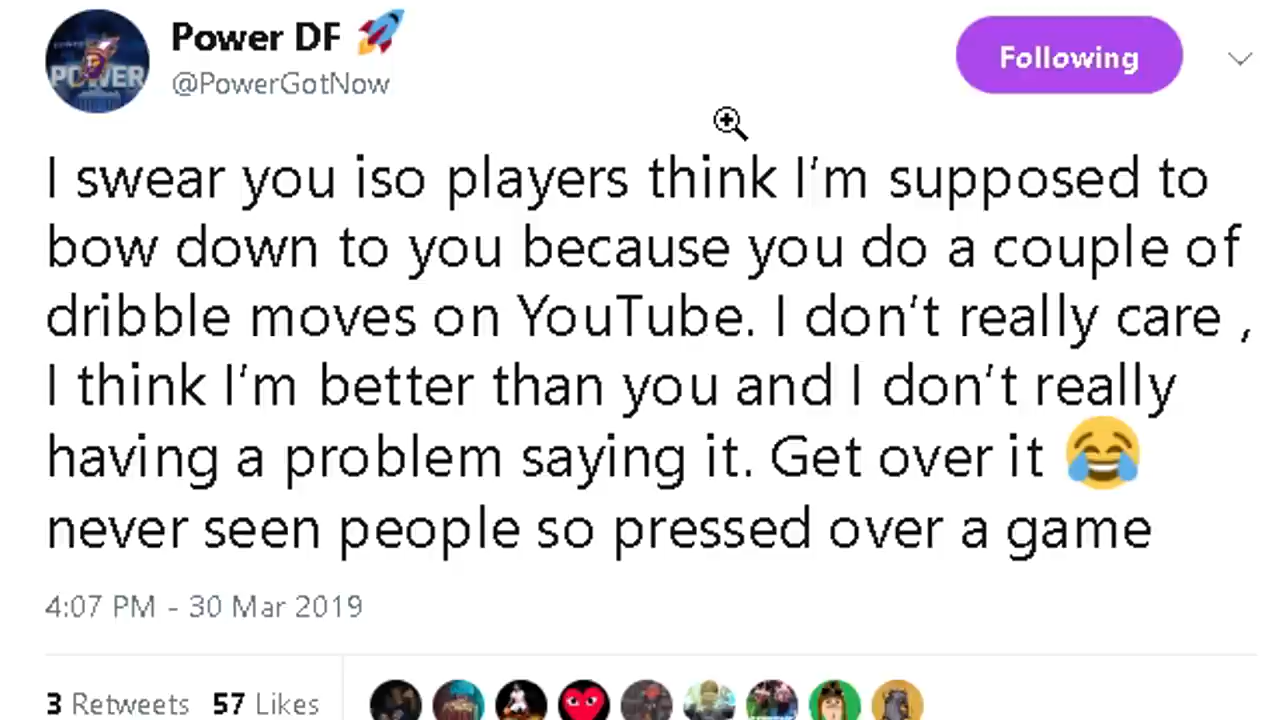 Power DF 🚀
@PowerGotNow
Following
POWER
I swear you iso players think I’m supposed to
bow down to you because you do a couple of
dribble moves on YouTube. I don’t really care ,
I think I’m better than you and I don’t really
having a problem saying it. Get over it 😂
never seen people so pressed over a game
4:07 PM - 30 Mar 2019
3 Retweets 57 Likes